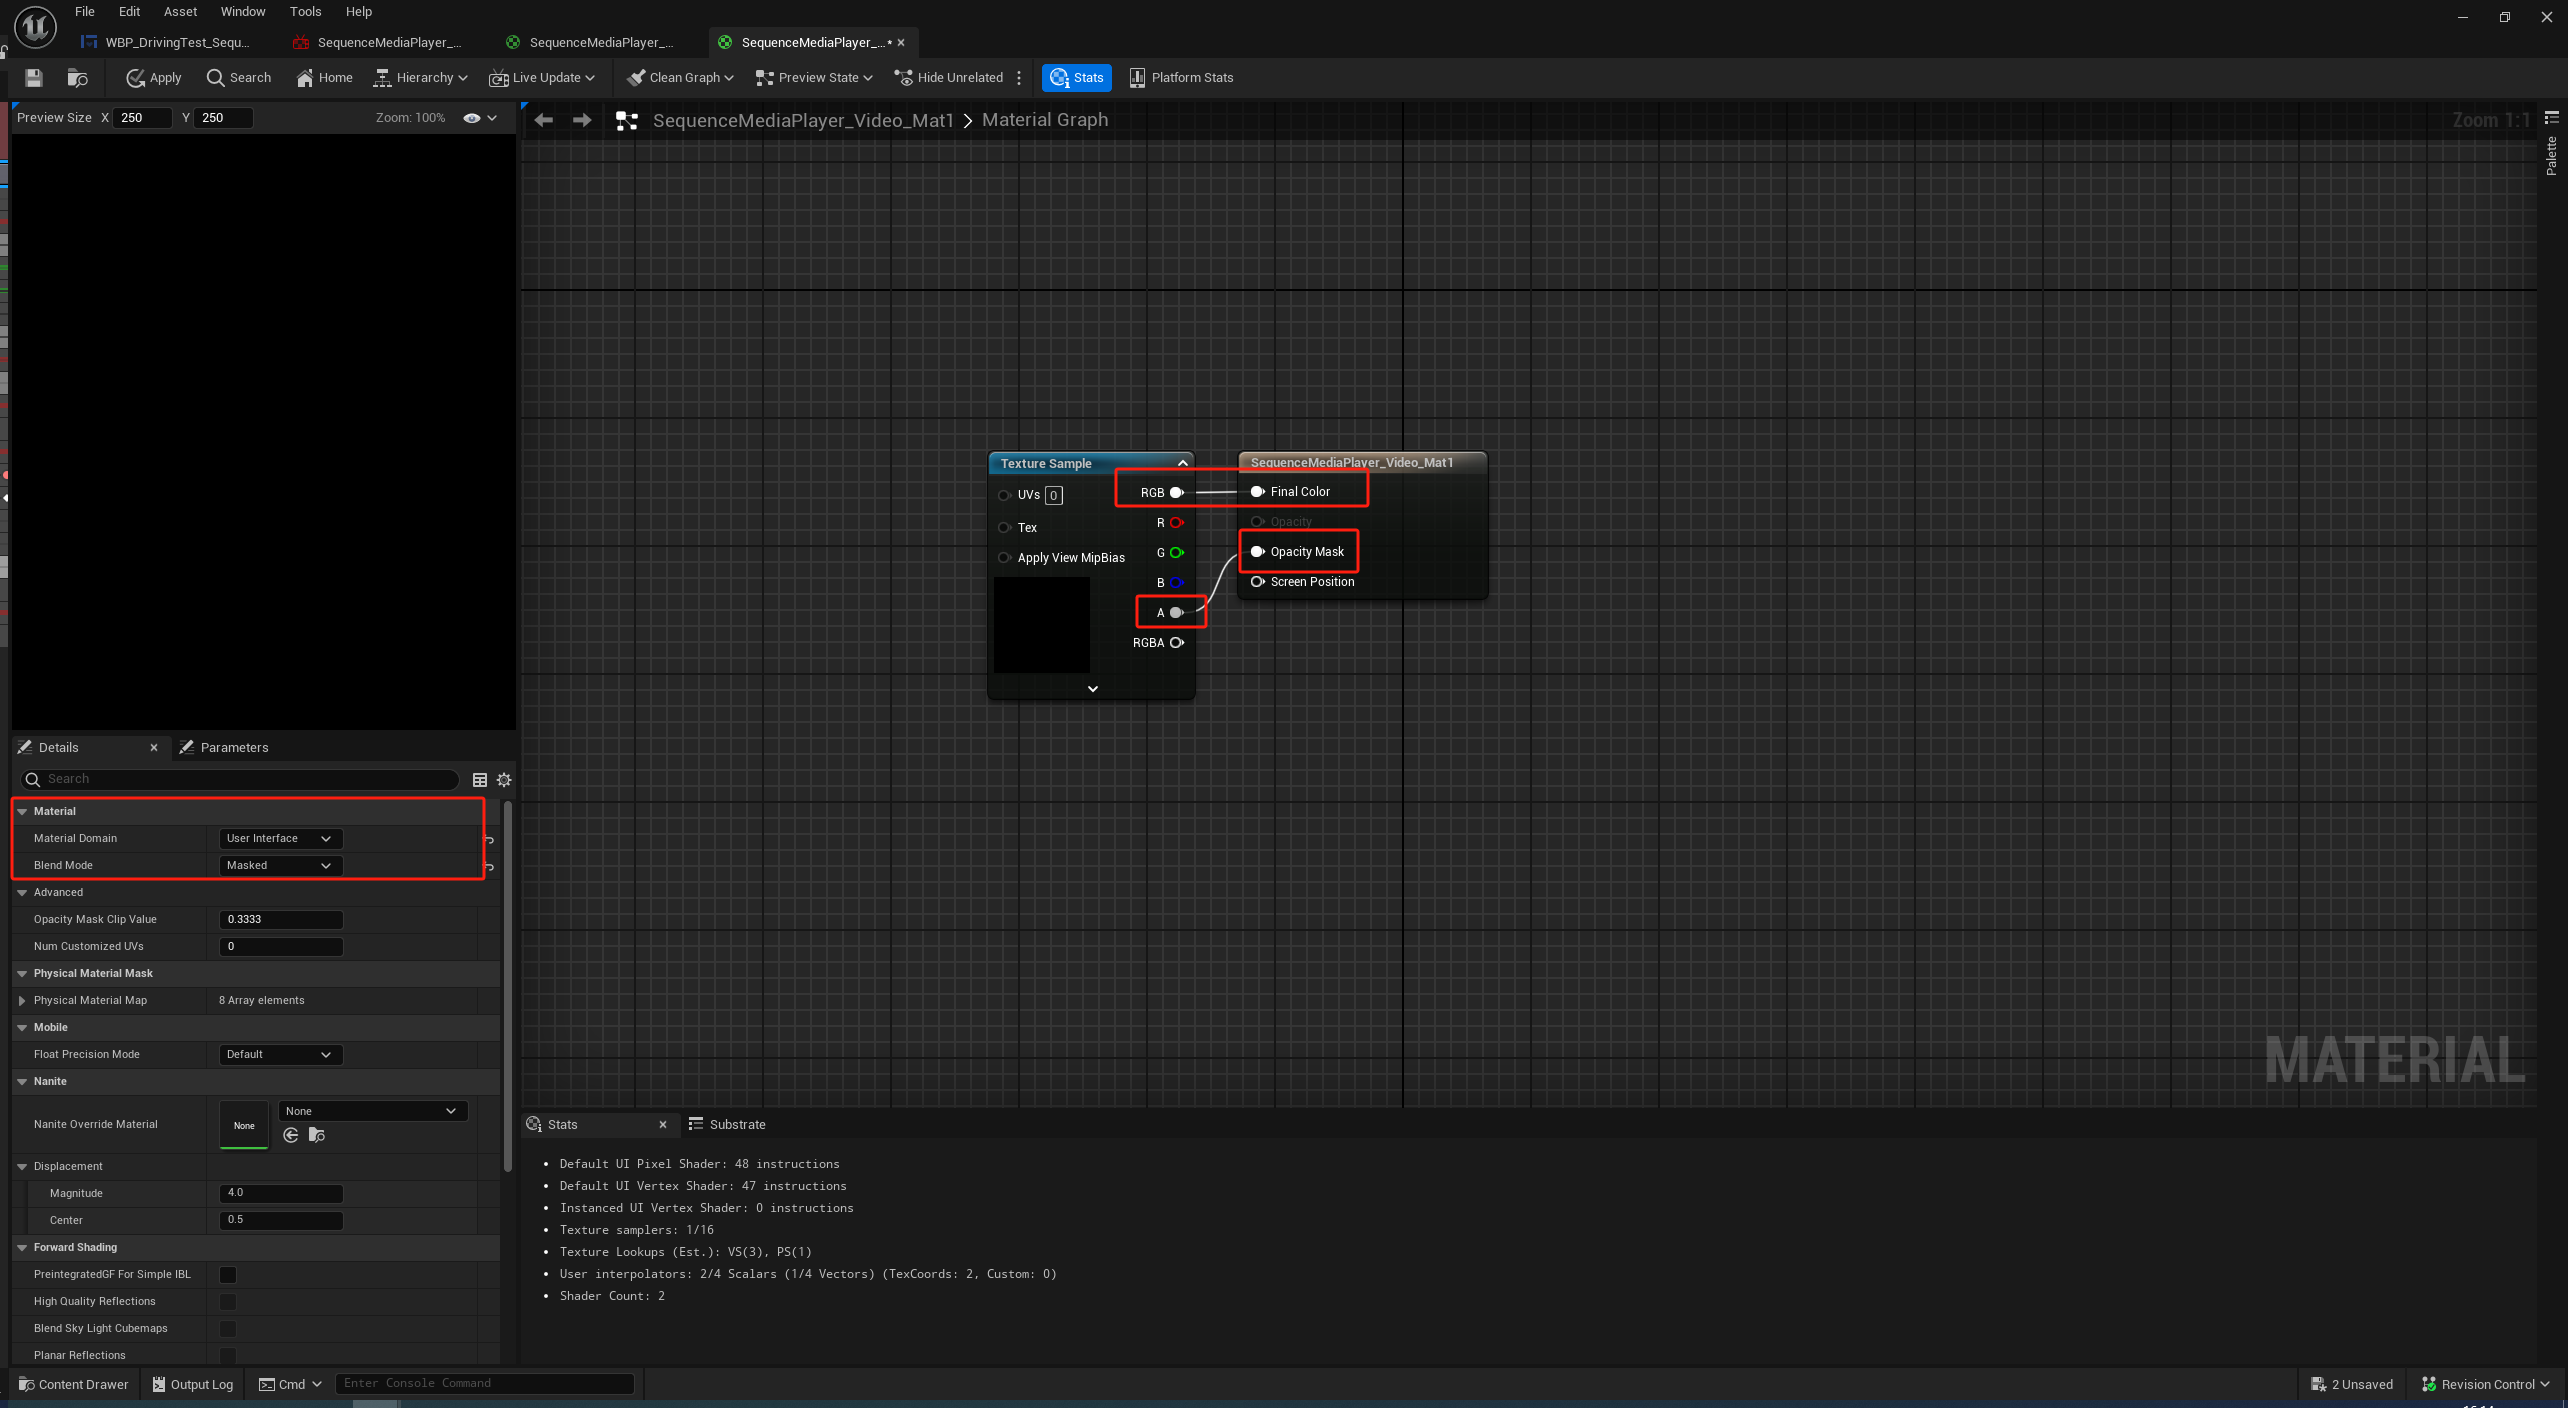 File Edit Asset Window Tools Help
WBP_DrivingTest_Sequ... SequenceMediaPlayer_... SequenceMediaPlayer_... SequenceMediaPlayer_...*
Apply Search Home Hierarchy Live Update Clean Graph Preview State Hide Unrelated Stats Platform Stats
Preview Size X 250 Y 250 Zoom: 100%
SequenceMediaPlayer_Video_Mat1 > Material Graph
Zoom 1:1
Palette
Texture Sample
UVs 0
Tex
Apply View MipBias
RGB
R
G
B
A
RGBA
SequenceMediaPlayer_Video_Mat1
Final Color
Opacity
Opacity Mask
Screen Position
MATERIAL
Details Parameters
Search
Material
Material Domain User Interface
Blend Mode Masked
Advanced
Opacity Mask Clip Value 0.3333
Num Customized UVs 0
Physical Material Mask
Physical Material Map 8 Array elements
Mobile
Float Precision Mode Default
Nanite
Nanite Override Material None None
Displacement
Magnitude 4.0
Center 0.5
Forward Shading
PreintegratedGF For Simple IBL
High Quality Reflections
Blend Sky Light Cubemaps
Planar Reflections
Stats Substrate
• Default UI Pixel Shader: 48 instructions
• Default UI Vertex Shader: 47 instructions
• Instanced UI Vertex Shader: 0 instructions
• Texture samplers: 1/16
• Texture Lookups (Est.): VS(3), PS(1)
• User interpolators: 2/4 Scalars (1/4 Vectors) (TexCoords: 2, Custom: 0)
• Shader Count: 2
Content Drawer Output Log Cmd Enter Console Command 2 Unsaved Revision Control